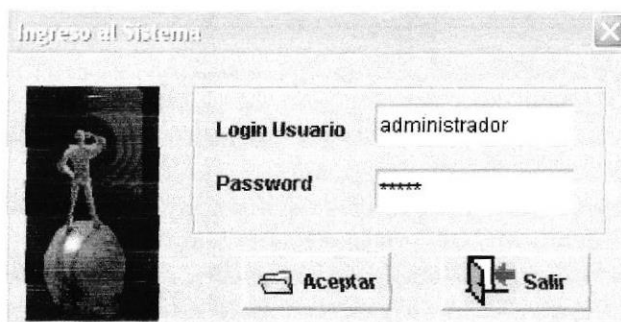 Ingreso al Sistema
Login Usuario administrador
Password *****
Aceptar Salir